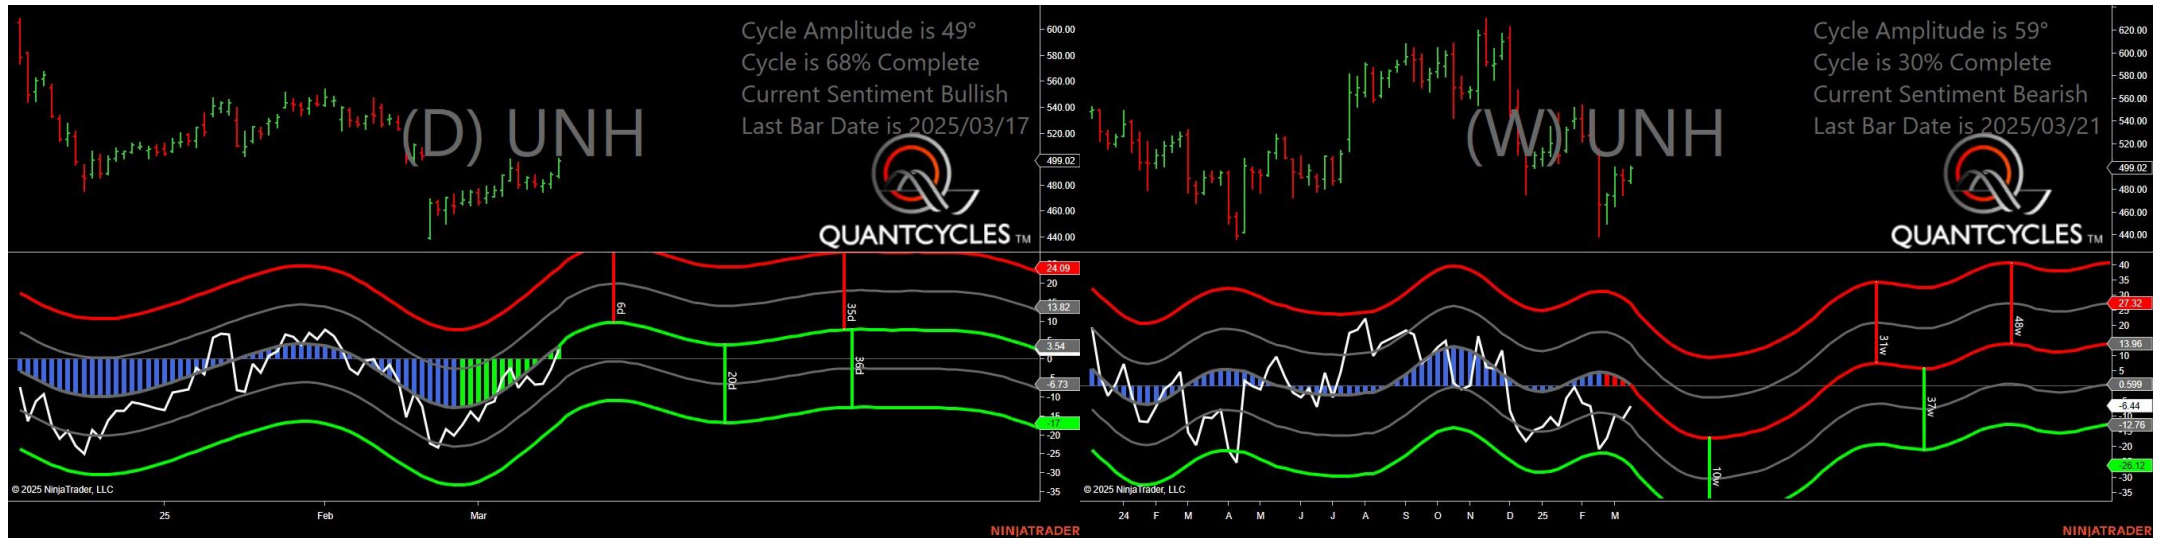 Cycle Amplitude is 49°
Cycle is 68% Complete
Current Sentiment Bullish
Last Bar Date is 2025/03/17
(D) UNH
QUANTCYCLES TM
600.00
580.00
560.00
540.00
520.00
499.02
480.00
460.00
440.00
24.09
20
13.82
10
3.54
0
-6.73
-10
-17
-20
-25
-30
-35
6d
20d
35d
36d
© 2025 NinjaTrader, LLC
25
Feb
Mar
NINJATRADER
Cycle Amplitude is 59°
Cycle is 30% Complete
Current Sentiment Bearish
Last Bar Date is 2025/03/21
(W) UNH
QUANTCYCLES TM
620.00
600.00
580.00
560.00
540.00
520.00
499.02
480.00
460.00
440.00
40
35
27.32
25
20
13.96
10
5
0.599
-6.44
-12.76
-20
-26.12
-30
-35
10w
31w
37w
48w
© 2025 NinjaTrader, LLC
24
F
M
A
M
J
J
A
S
O
N
D
25
F
M
NINJATRADER